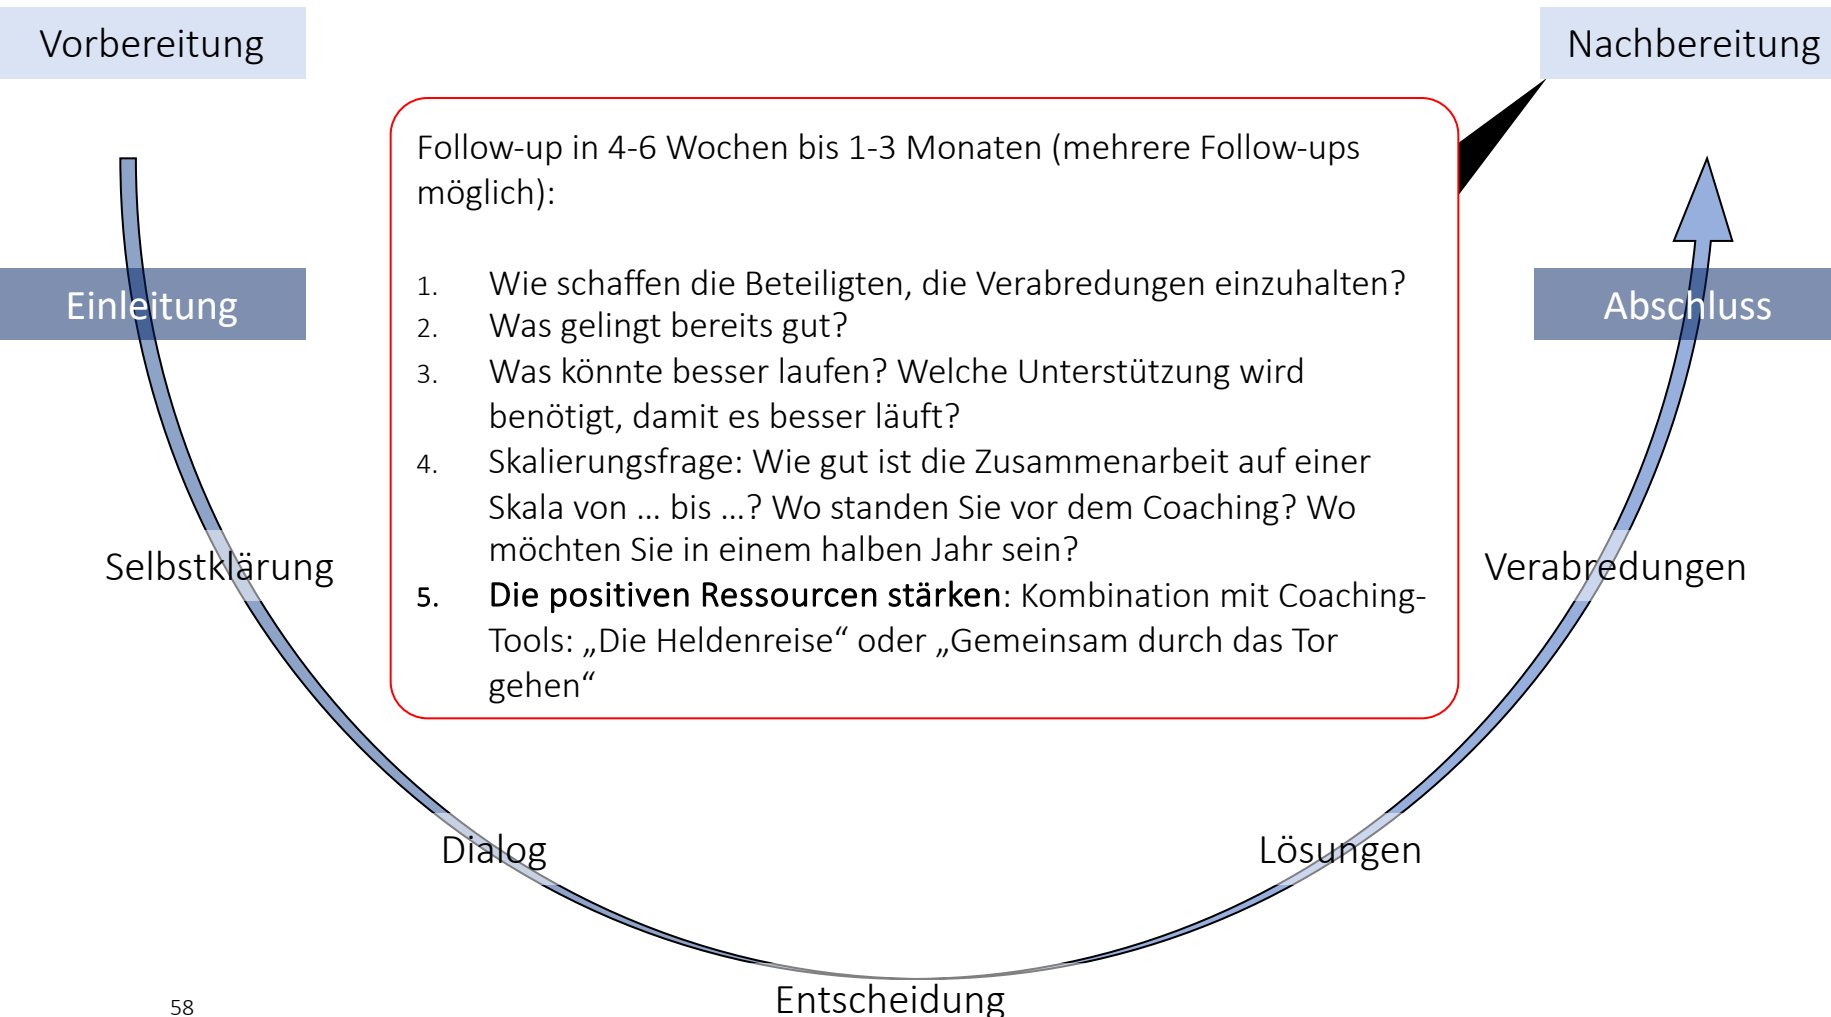 Vorbereitung
Nachbereitung
Follow-up in 4-6 Wochen bis 1-3 Monaten (mehrere Follow-ups
möglich):
1. Wie schaffen die Beteiligten, die Verabredungen einzuhalten?
2. Was gelingt bereits gut?
3. Was könnte besser laufen? Welche Unterstützung wird
benötigt, damit es besser läuft?
4. Skalierungsfrage: Wie gut ist die Zusammenarbeit auf einer
Skala von … bis …? Wo standen Sie vor dem Coaching? Wo
möchten Sie in einem halben Jahr sein?
5. Die positiven Ressourcen stärken: Kombination mit Coaching-
Tools: „Die Heldenreise“ oder „Gemeinsam durch das Tor
gehen“
Einleitung
Abschluss
Selbstklärung
Verabredungen
Dialog
Lösungen
Entscheidung
58